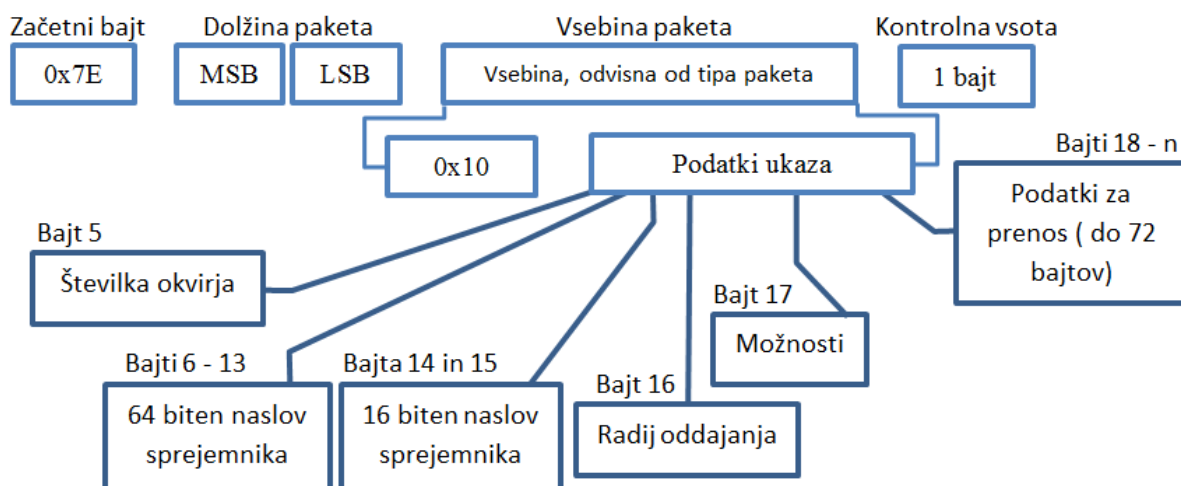 Začetni bajt
Dolžina paketa
Vsebina paketa
Kontrolna vsota
0x7E
MSB
LSB
Vsebina, odvisna od tipa paketa
1 bajt
0x10
Podatki ukaza
Bajti 18 - n
Podatki za
prenos ( do 72
bajtov)
Bajt 5
Številka okvirja
Bajt 17
Možnosti
Bajti 6 - 13
64 biten naslov
sprejemnika
Bajta 14 in 15
16 biten naslov
sprejemnika
Bajt 16
Radij oddajanja